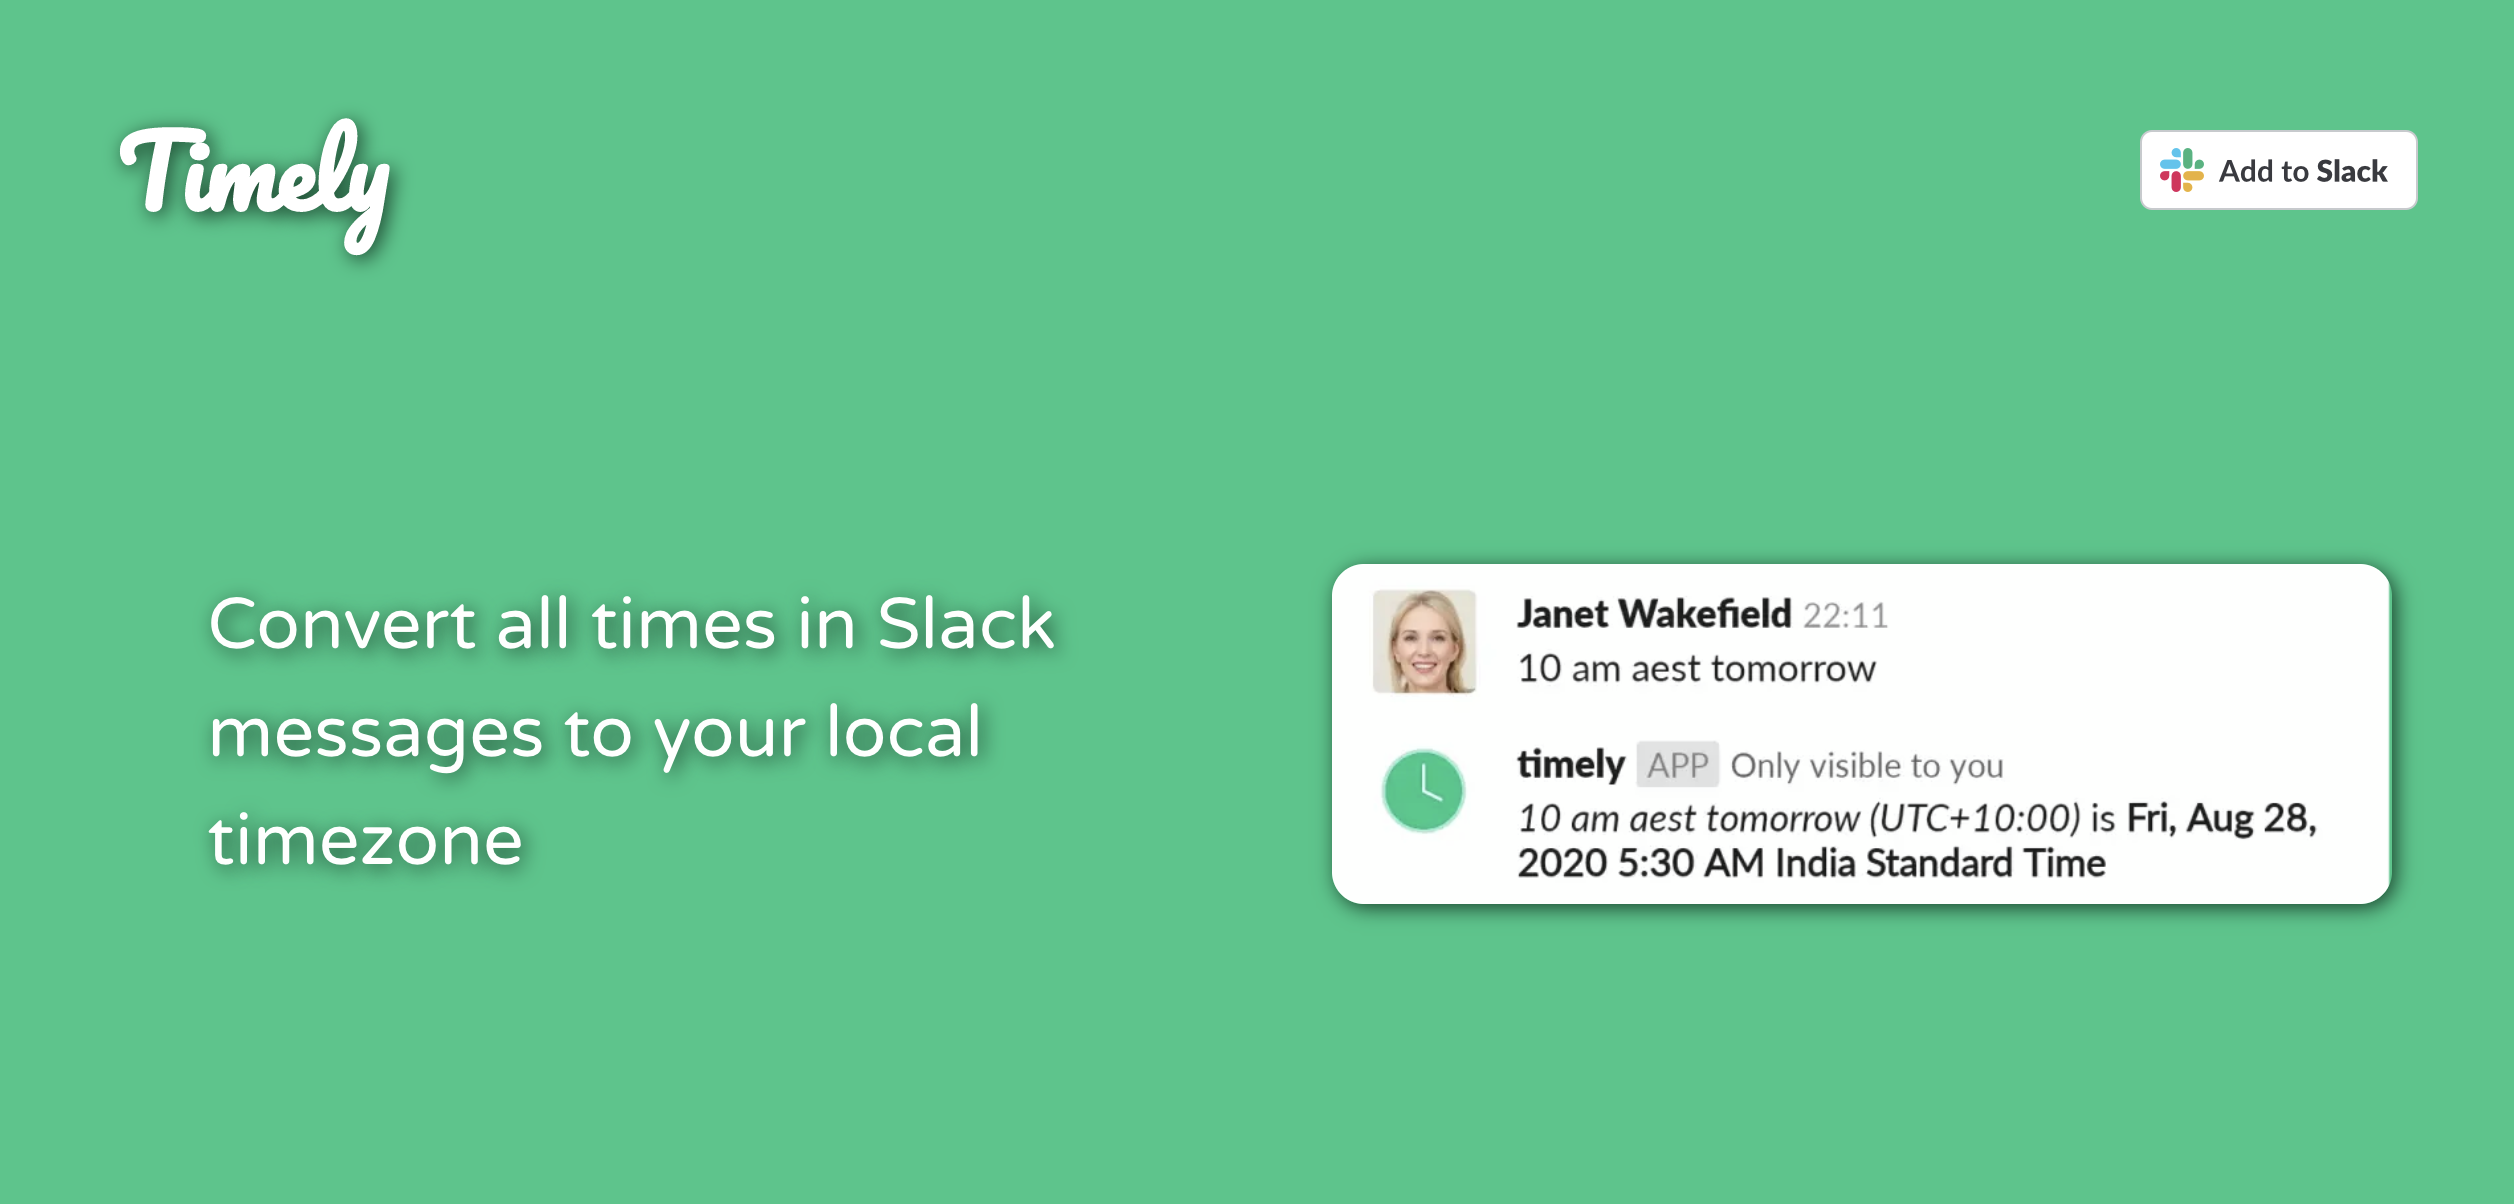 Timely
Add to Slack
Convert all times in Slack
messages to your local
timezone
Janet Wakefield 22:11
10 am aest tomorrow
timely APP Only visible to you
10 am aest tomorrow (UTC+10:00) is Fri, Aug 28,
2020 5:30 AM India Standard Time